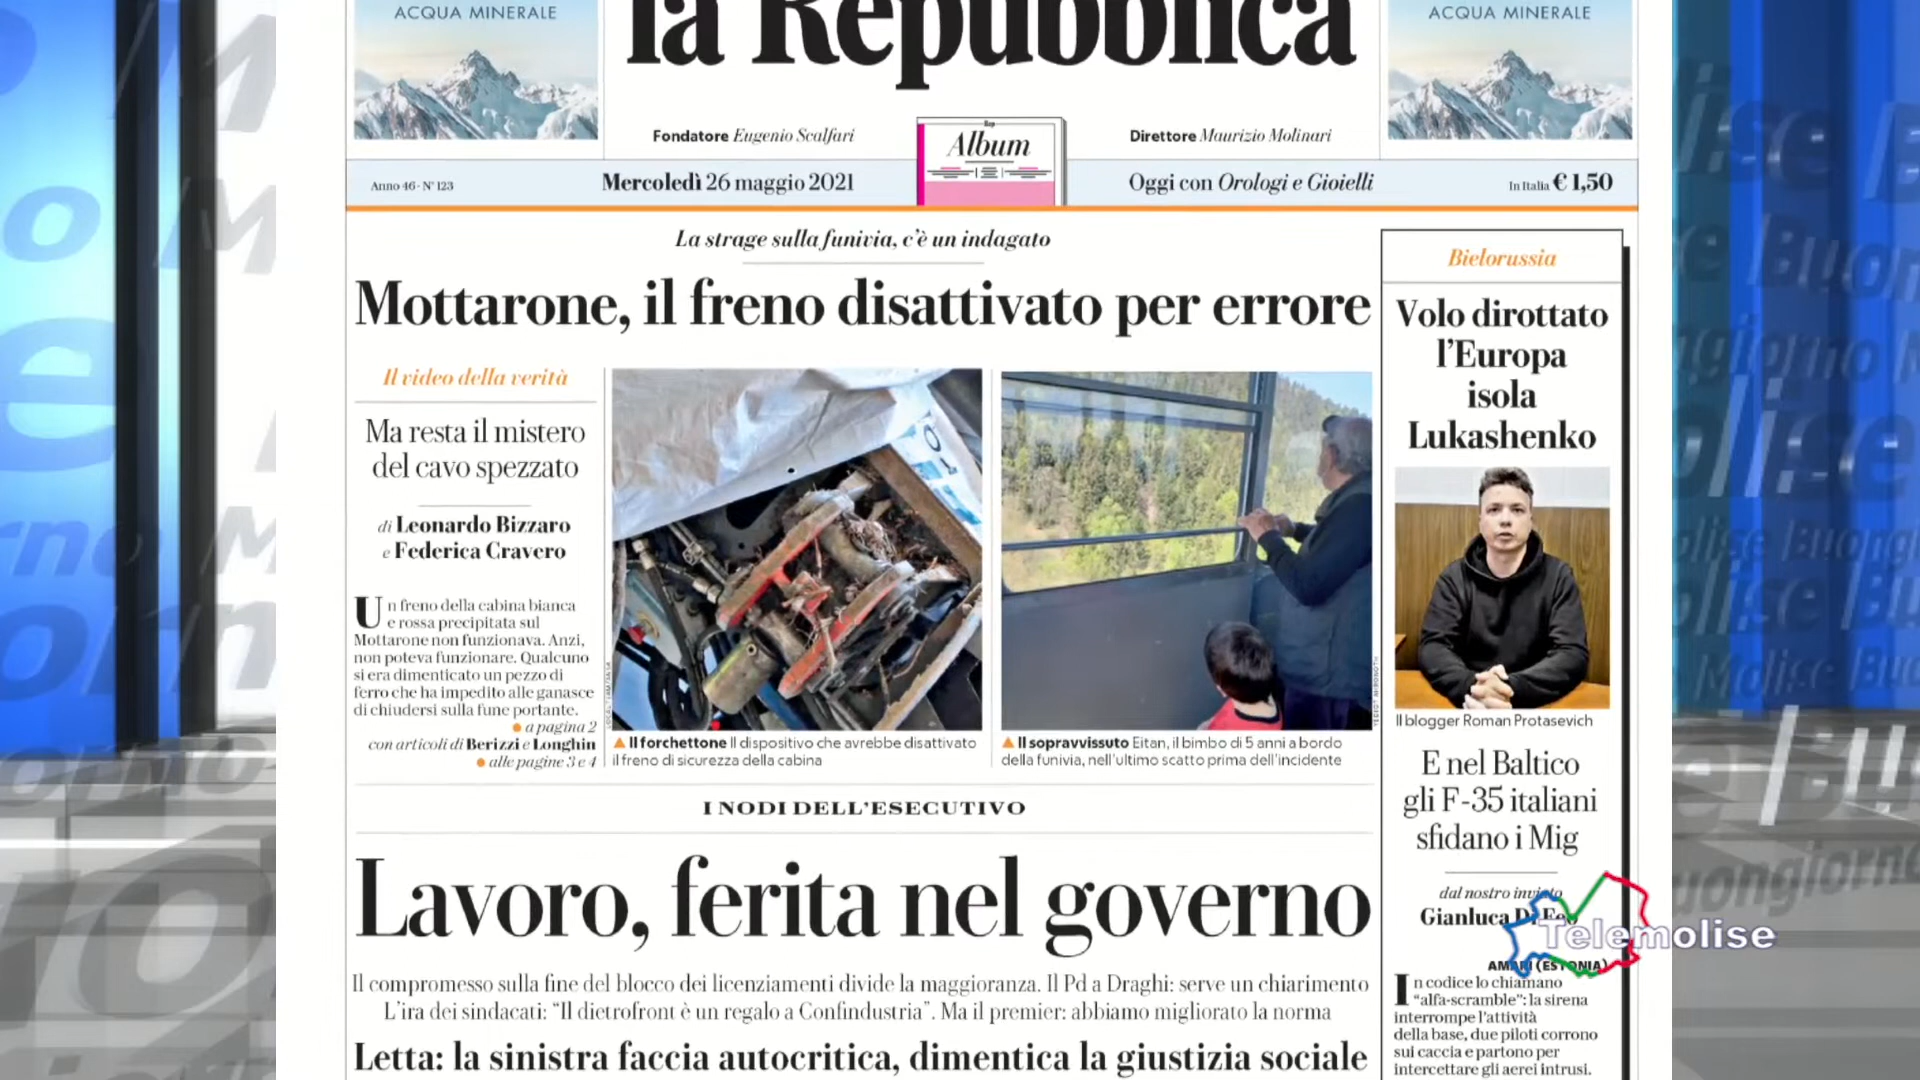 ACQUA MINERALE
la Repubblica
ACQUA MINERALE
Fondatore Eugenio Scalfari
Rep
Album
Direttore Maurizio Molinari
Anno 46 - N° 123
Mercoledì 26 maggio 2021
Oggi con Orologi e Gioielli
In Italia € 1,50
La strage sulla funivia, c'è un indagato
Mottarone, il freno disattivato per errore
Il video della verità
Ma resta il mistero
del cavo spezzato
di Leonardo Bizzaro
e Federica Cravero
Un freno della cabina bianca
e rossa precipitata sul
Mottarone non funzionava. Anzi,
non poteva funzionare. Qualcuno
si era dimenticato un pezzo di
ferro che ha impedito alle ganasce
di chiudersi sulla fune portante.
● a pagina 2
con articoli di Berizzi e Longhin
● alle pagine 3 e 4
▲ Il forchettone Il dispositivo che avrebbe disattivato
il freno di sicurezza della cabina
▲ Il sopravvissuto Eitan, il bimbo di 5 anni a bordo
della funivia, nell'ultimo scatto prima dell'incidente
Bielorussia
Volo dirottato
l'Europa
isola
Lukashenko
Il blogger Roman Protasevich
E nel Baltico
gli F-35 italiani
sfidano i Mig
dal nostro inviato
Gianluca Di Feo
AMARI (ESTONIA)
In codice lo chiamano
"alfa-scramble": la sirena
interrompe l'attività
della base, due piloti corrono
sui caccia e partono per
intercettare gli aerei intrusi.
I NODI DELL'ESECUTIVO
Lavoro, ferita nel governo
Il compromesso sulla fine del blocco dei licenziamenti divide la maggioranza. Il Pd a Draghi: serve un chiarimento
L'ira dei sindacati: "Il dietrofront è un regalo a Confindustria". Ma il premier: abbiamo migliorato la norma
Letta: la sinistra faccia autocritica, dimentica la giustizia sociale
Telemolise